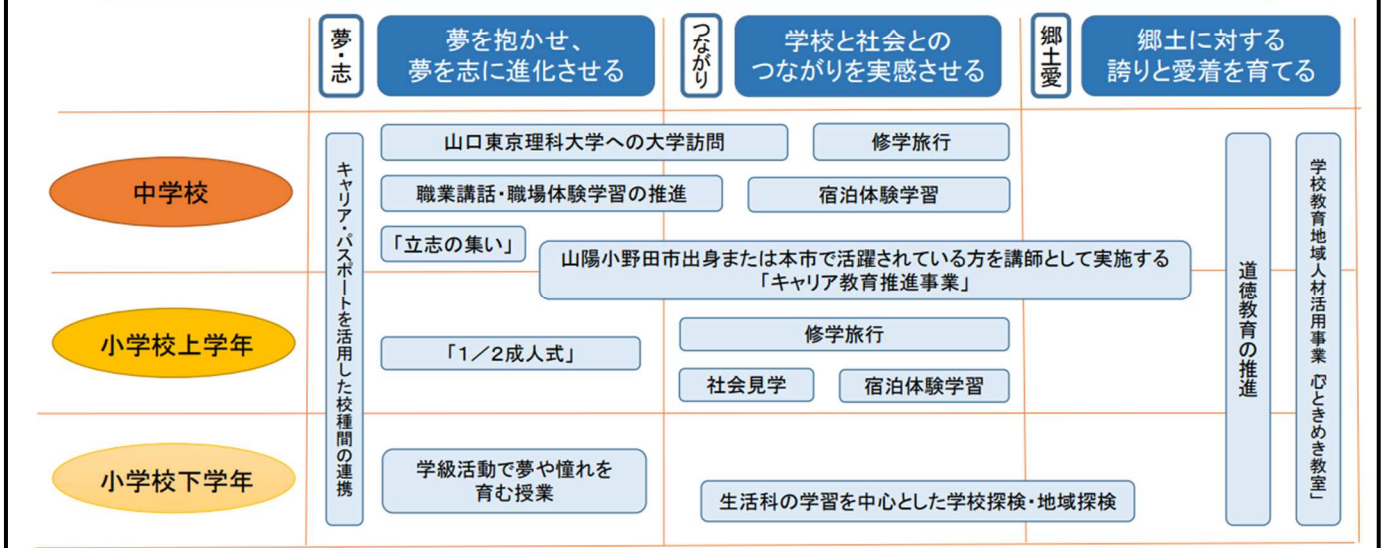 夢・志
夢を抱かせ、
夢を志に進化させる
つながり
学校と社会との
つながりを実感させる
郷土愛
郷土に対する
誇りと愛着を育てる
中学校
キャリア・パスポートを活用した校種間の連携
山口東京理科大学への大学訪問
修学旅行
職業講話・職場体験学習の推進
宿泊体験学習
「立志の集い」
山陽小野田市出身または本市で活躍されている方を講師として実施する
「キャリア教育推進事業」
道徳教育の推進
学校教育地域人材活用事業「心ときめき教室」
小学校上学年
「1/2成人式」
修学旅行
社会見学
宿泊体験学習
小学校下学年
学級活動で夢や憧れを
育む授業
生活科の学習を中心とした学校探検・地域探検